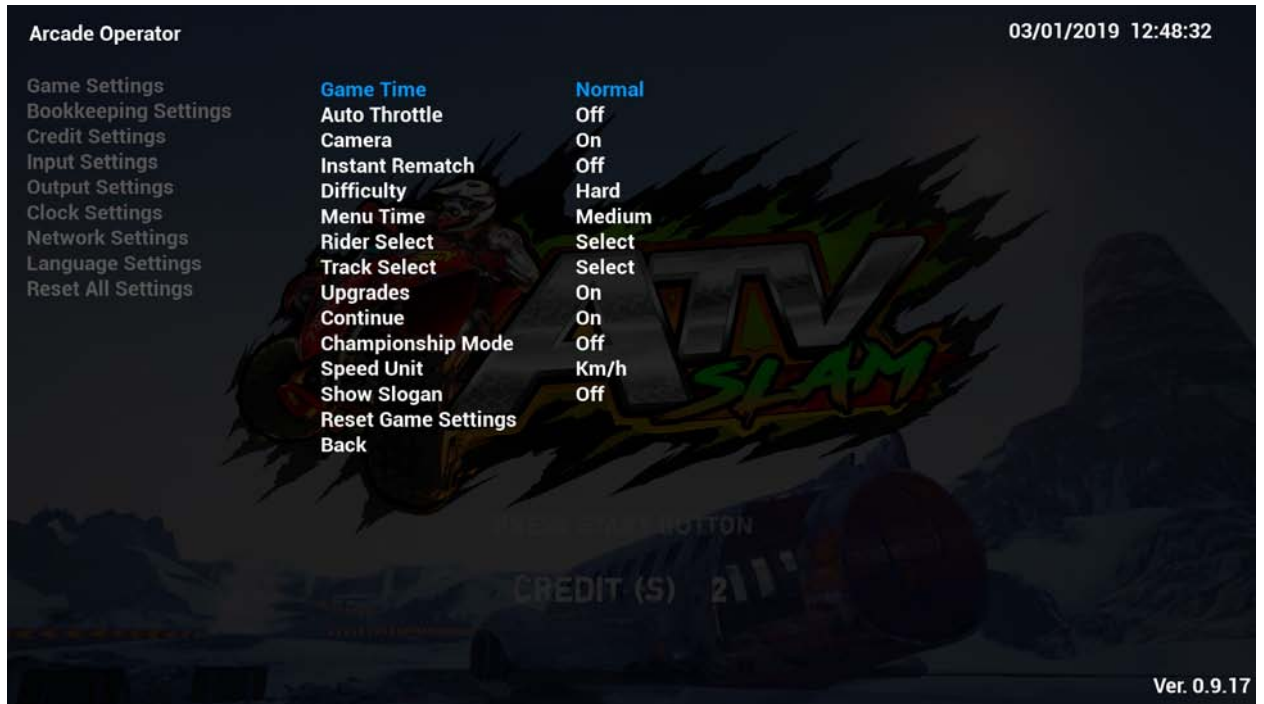 Arcade Operator
03/01/2019 12:48:32
Game Settings
Bookkeeping Settings
Credit Settings
Input Settings
Output Settings
Clock Settings
Network Settings
Language Settings
Reset All Settings
Game Time Normal
Auto Throttle Off
Camera On
Instant Rematch Off
Difficulty Hard
Menu Time Medium
Rider Select Select
Track Select Select
Upgrades On
Continue On
Championship Mode Off
Speed Unit Km/h
Show Slogan Off
Reset Game Settings
Back
ATV
SLAM
PRESS START BUTTON
CREDIT (S) 2
Ver. 0.9.17